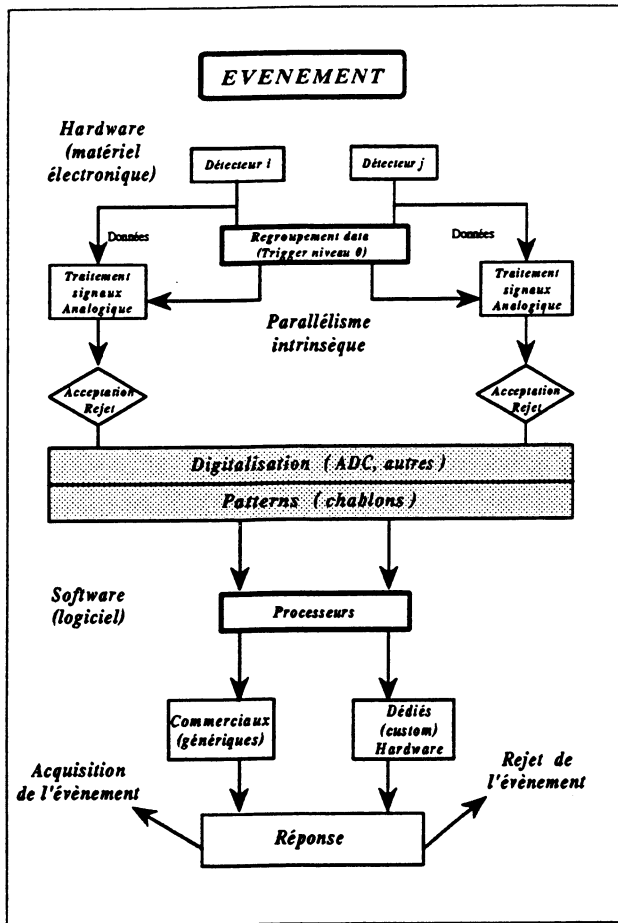 EVENEMENT
Hardware
(matériel
électronique)
Détecteur i
Détecteur j
Données
Données
Regroupement data
(Trigger niveau 0)
Traitement
signaux
Analogique
Traitement
signaux
Analogique
Parallélisme
intrinsèque
Acceptation
Rejet
Acceptation
Rejet
Digitalisation ( ADC, autres )
Patterns ( chablons )
Software
(logiciel)
Processeurs
Commerciaux
(génériques)
Dédiés
(custom)
Hardware
Acquisition
de l'évènement
Rejet de
l'évènement
Réponse